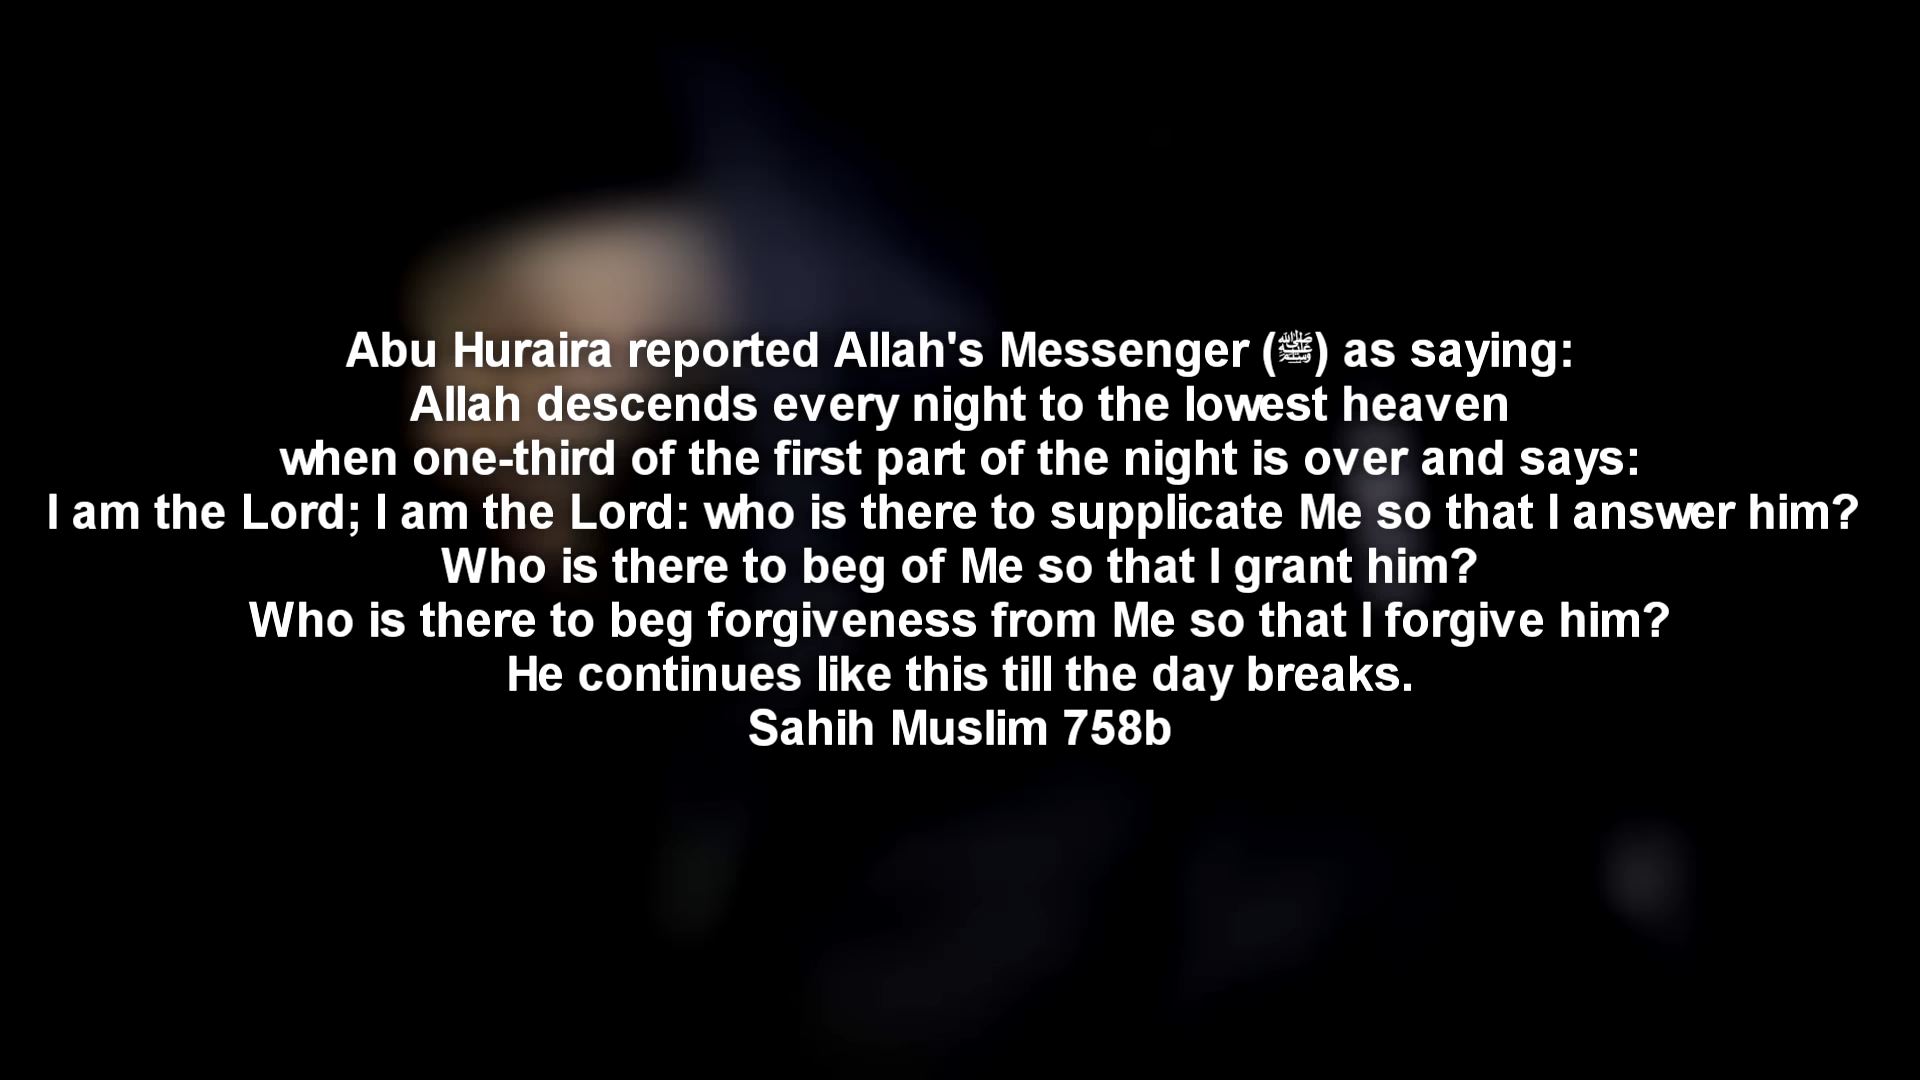 Abu Huraira reported Allah's Messenger (ﷺ) as saying:
Allah descends every night to the lowest heaven
when one-third of the first part of the night is over and says:
I am the Lord; I am the Lord: who is there to supplicate Me so that I answer him?
Who is there to beg of Me so that I grant him?
Who is there to beg forgiveness from Me so that I forgive him?
He continues like this till the day breaks.
Sahih Muslim 758b